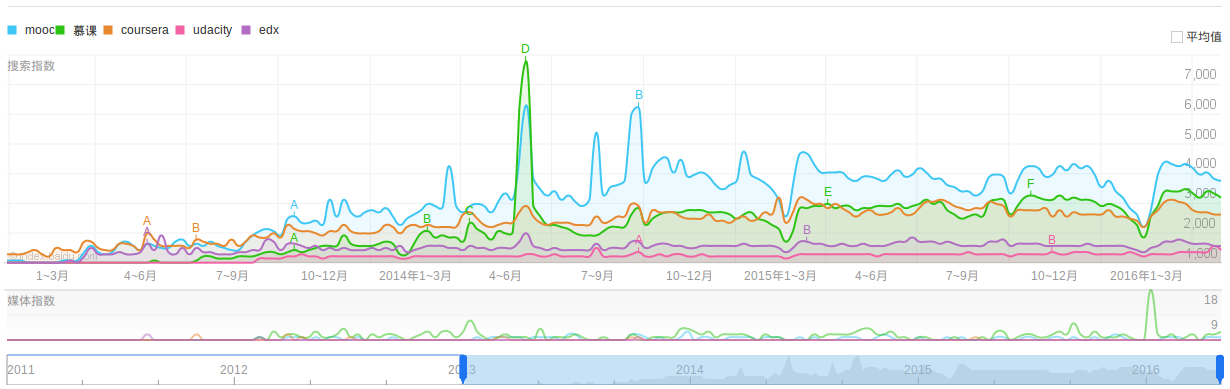 mooc 慕课 coursera udacity edx
平均值
搜索指数
D
7,000
B
6,000
5,000
4,000
3,000
2,000
1,000
A B A A B E F B A B
©index.baidu.com
1~3月 4~6月 7~9月 10~12月 2014年1~3月 4~6月 7~9月 10~12月 2015年1~3月 4~6月 7~9月 10~12月 2016年1~3月
媒体指数
18
9
2011 2012 2013 2014 2015 2016